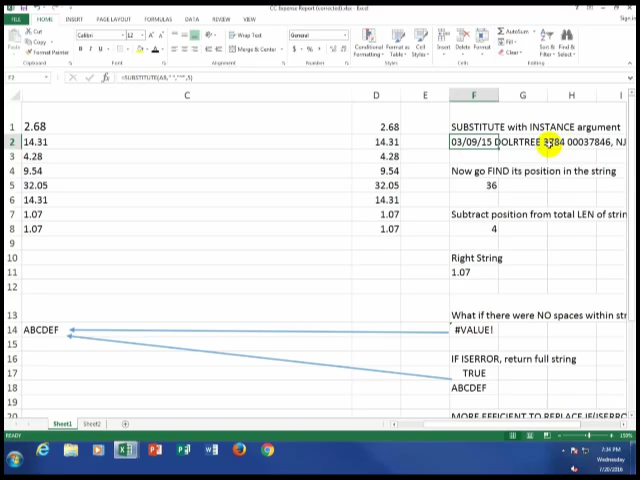 CC Expense Report (corrected).xlsx - Excel
FILE HOME INSERT PAGE LAYOUT FORMULAS DATA REVIEW VIEW
Sign in
Cut
Copy
Format Painter
Paste
Calibri 12
Wrap Text
Merge & Center
General
Conditional Formatting
Format as Table
Cell Styles
Insert Delete Format
AutoSum
Fill
Clear
Sort & Filter
Find & Select
Clipboard Font Alignment Number Styles Cells Editing
F2
C D E F G H I
1 2.68 2.68 SUBSTITUTE with INSTANCE argument
2 14.31 14.31 03/09/15 DOLRTREE 3784 00037846, NJ
3 4.28 4.28
4 9.54 9.54 Now go FIND its position in the string
5 32.05 32.05 36
6 14.31 14.31
7 1.07 1.07 Subtract position from total LEN of strin
8 1.07 1.07 4
9
10 Right String
11 1.07
12
13 What if there were NO spaces within str
14 ABCDEF #VALUE!
15
16 IF ISERROR, return full string
17 TRUE
18 ABCDEF
19
20 MORE EFFICIENT TO REPLACE IF/ISERRO
Sheet1 Sheet2
READY
150%
7:34 PM
Wednesday
7/20/2016